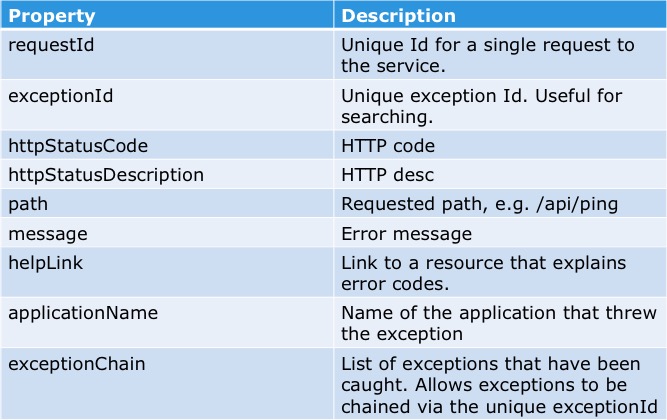 Property Description
requestId Unique Id for a single request to
the service.
exceptionId Unique exception Id. Useful for
searching.
httpStatusCode HTTP code
httpStatusDescription HTTP desc
path Requested path, e.g. /api/ping
message Error message
helpLink Link to a resource that explains
error codes.
applicationName Name of the application that threw
the exception
exceptionChain List of exceptions that have been
caught. Allows exceptions to be
chained via the unique exceptionId